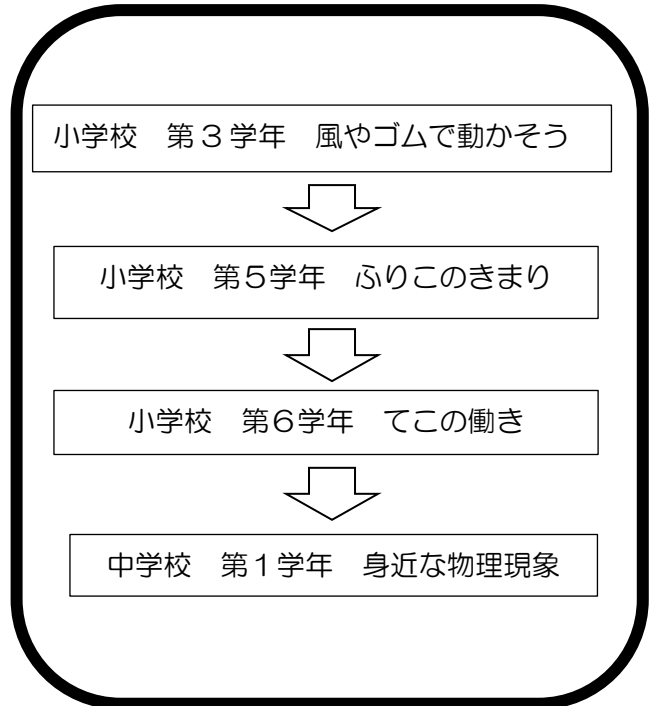 小学校　第３学年　風やゴムで動かそう
小学校　第５学年　ふりこのきまり
小学校　第６学年　てこの働き
中学校　第１学年　身近な物理現象